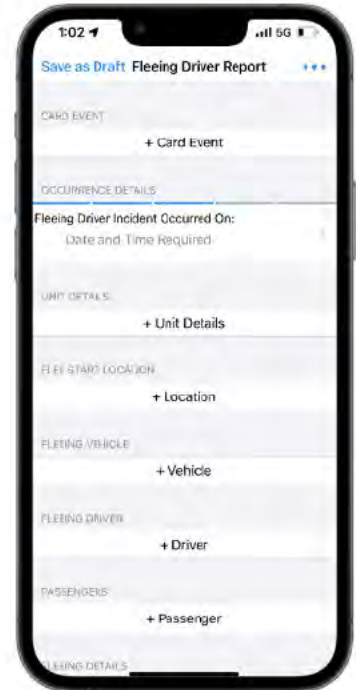 1:02 5G
Save as Draft Fleeing Driver Report
CARD EVENT
+ Card Event
OCCURRENCE DETAILS
Fleeing Driver Incident Occurred On:
Date and Time Required
UNIT DETAILS
+ Unit Details
FLEE START LOCATION
+ Location
FLEEING VEHICLE
+ Vehicle
FLEEING DRIVER
+ Driver
PASSENGERS
+ Passenger
FLEEING DETAILS